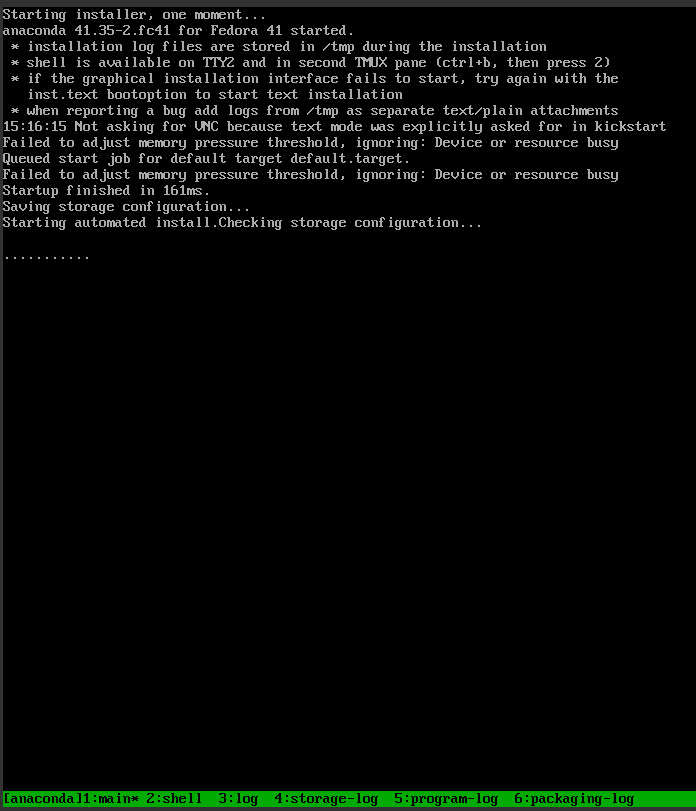 Starting installer, one moment...
anaconda 41.35-2.fc41 for Fedora 41 started.
 * installation log files are stored in /tmp during the installation
 * shell is available on TTY2 and in second TMUX pane (ctrl+b, then press 2)
 * if the graphical installation interface fails to start, try again with the
   inst.text bootoption to start text installation
 * when reporting a bug add logs from /tmp as separate text/plain attachments
15:16:15 Not asking for VNC because text mode was explicitly asked for in kickstart
Failed to adjust memory pressure threshold, ignoring: Device or resource busy
Queued start job for default target default.target.
Failed to adjust memory pressure threshold, ignoring: Device or resource busy
Startup finished in 161ms.
Saving storage configuration...
Starting automated install.Checking storage configuration...
...........
[anaconda]1:main* 2:shell  3:log  4:storage-log  5:program-log  6:packaging-log